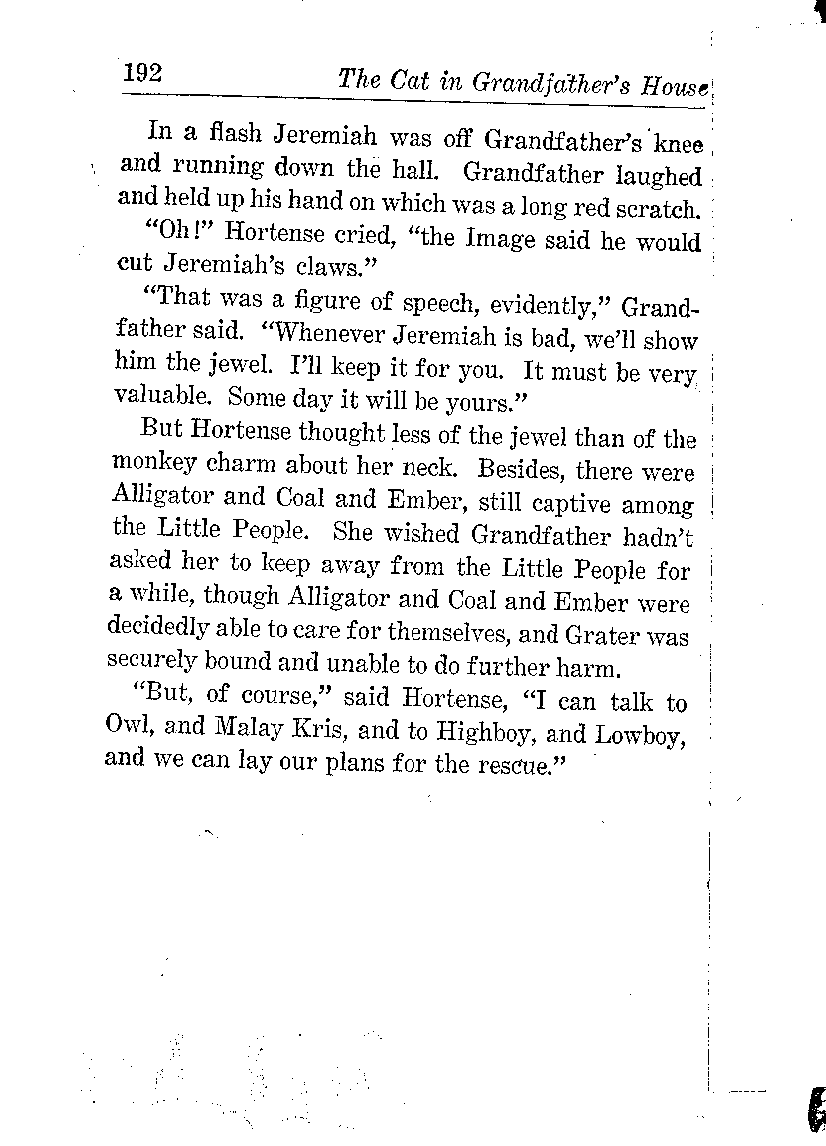 192 The Cat in Grandfather's House
In a flash Jeremiah was off Grandfather's knee
and running down the hall. Grandfather laughed
and held up his hand on which was a long red scratch.
“Oh!” Hortense cried, “the Image said he would
cut Jeremiah's claws.”
“That was a figure of speech, evidently,” Grand-
father said. “Whenever Jeremiah is bad, we'll show
him the jewel. I'll keep it for you. It must be very
valuable. Some day it will be yours.”
But Hortense thought less of the jewel than of the
monkey charm about her neck. Besides, there were
Alligator and Coal and Ember, still captive among
the Little People. She wished Grandfather hadn't
asked her to keep away from the Little People for
a while, though Alligator and Coal and Ember were
decidedly able to care for themselves, and Grater was
securely bound and unable to do further harm.
“But, of course,” said Hortense, “I can talk to
Owl, and Malay Kris, and to Highboy, and Lowboy,
and we can lay our plans for the rescue.”